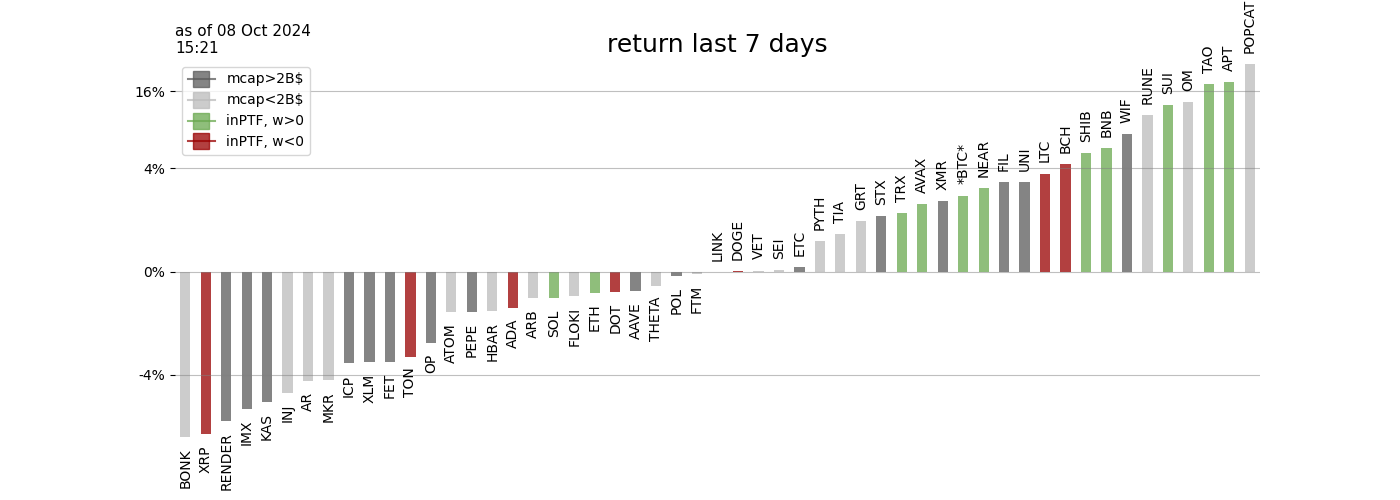 as of 08 Oct 2024
15:21
return last 7 days
mcap>2B$
mcap<2B$
inPTF, w>0
inPTF, w<0
16%
4%
0%
-4%
BONK
XRP
RENDER
IMX
KAS
INJ
AR
MKR
ICP
XLM
FET
TON
OP
ATOM
PEPE
HBAR
ADA
ARB
SOL
FLOKI
ETH
DOT
AAVE
THETA
POL
FTM
LINK
DOGE
VET
SEI
ETC
PYTH
TIA
GRT
STX
TRX
AVAX
XMR
*BTC*
NEAR
FIL
UNI
LTC
BCH
SHIB
BNB
WIF
RUNE
SUI
OM
TAO
APT
POPCAT